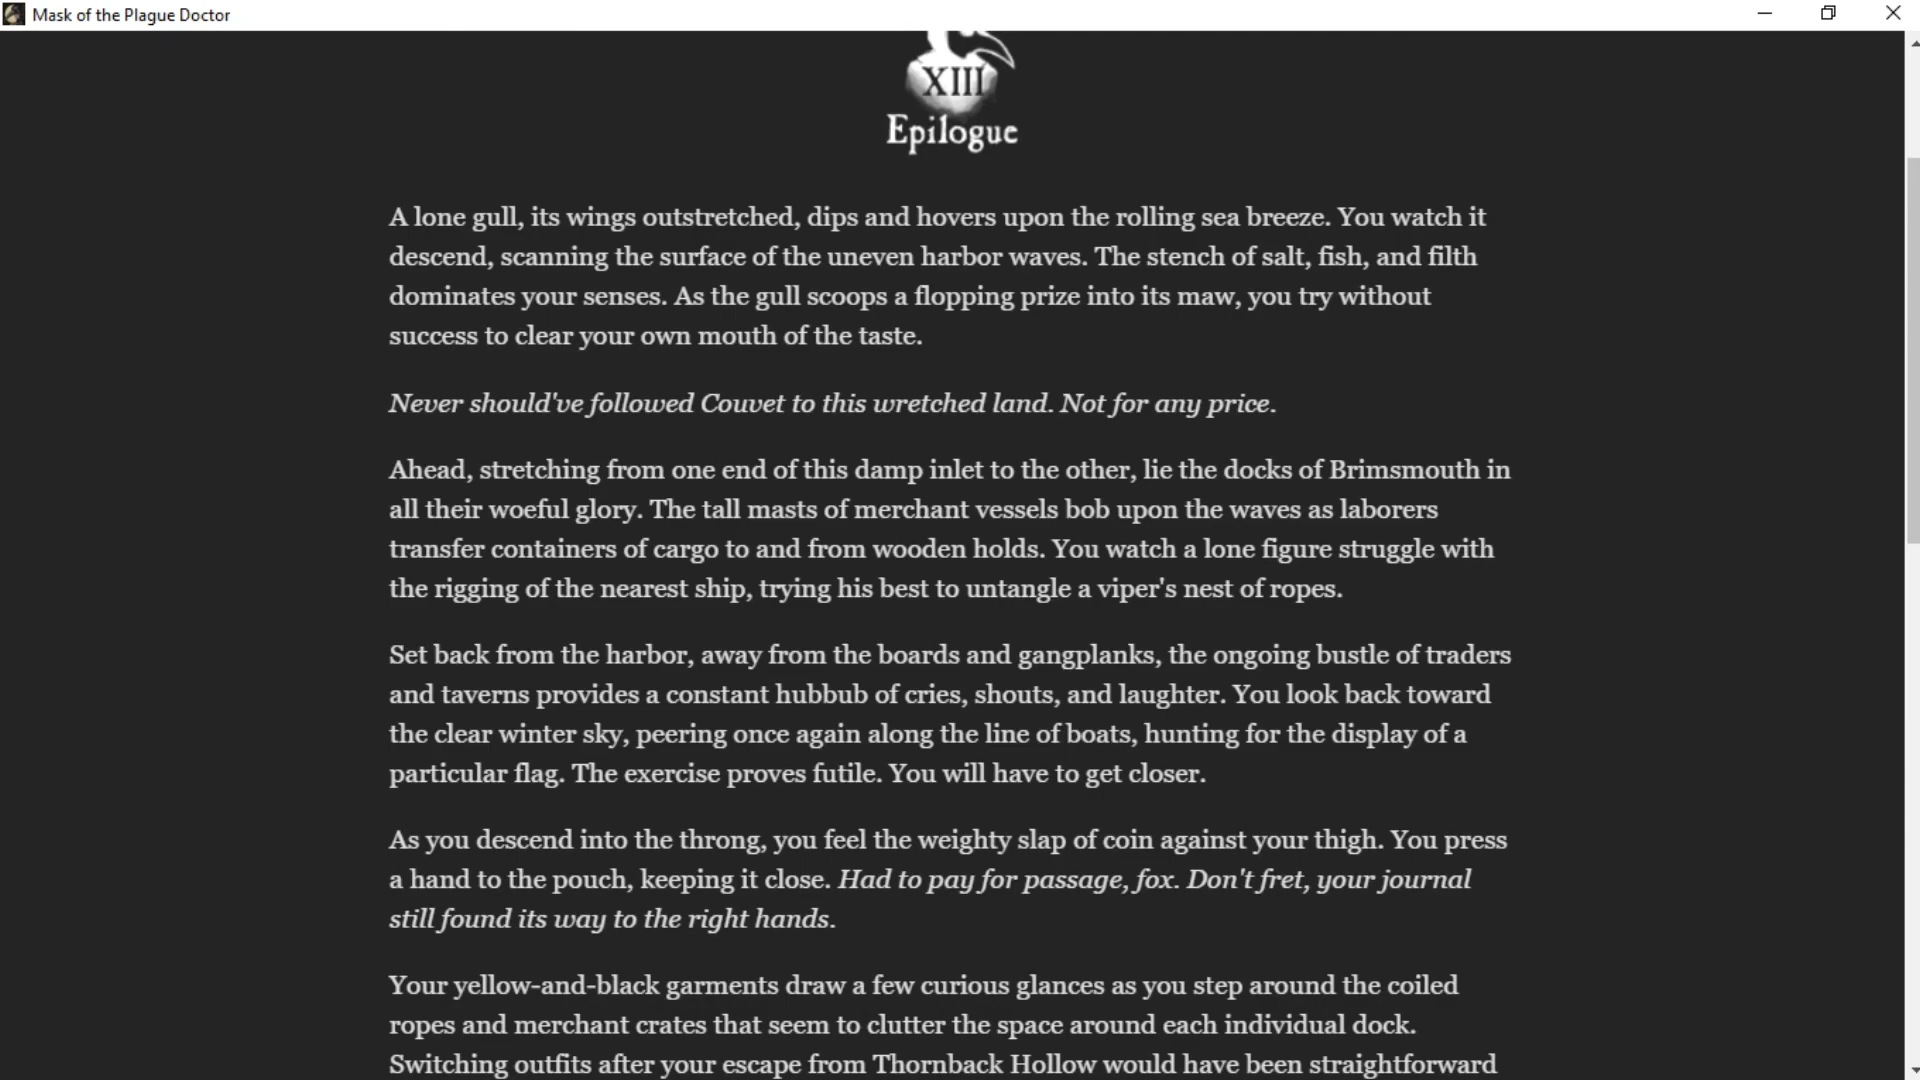 Mask of the Plague Doctor
XIII
Epilogue
A lone gull, its wings outstretched, dips and hovers upon the rolling sea breeze. You watch it
descend, scanning the surface of the uneven harbor waves. The stench of salt, fish, and filth
dominates your senses. As the gull scoops a flopping prize into its maw, you try without
success to clear your own mouth of the taste.
Never should've followed Couvet to this wretched land. Not for any price.
Ahead, stretching from one end of this damp inlet to the other, lie the docks of Brimsmouth in
all their woeful glory. The tall masts of merchant vessels bob upon the waves as laborers
transfer containers of cargo to and from wooden holds. You watch a lone figure struggle with
the rigging of the nearest ship, trying his best to untangle a viper's nest of ropes.
Set back from the harbor, away from the boards and gangplanks, the ongoing bustle of traders
and taverns provides a constant hubbub of cries, shouts, and laughter. You look back toward
the clear winter sky, peering once again along the line of boats, hunting for the display of a
particular flag. The exercise proves futile. You will have to get closer.
As you descend into the throng, you feel the weighty slap of coin against your thigh. You press
a hand to the pouch, keeping it close. Had to pay for passage, fox. Don't fret, your journal
still found its way to the right hands.
Your yellow-and-black garments draw a few curious glances as you step around the coiled
ropes and merchant crates that seem to clutter the space around each individual dock.
Switching outfits after your escape from Thornback Hollow would have been straightforward